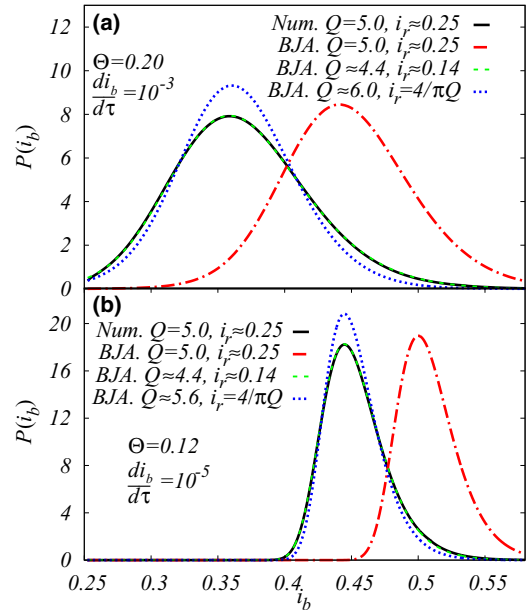 (a)
Num. Q=5.0, i_r≈0.25
BJA. Q=5.0, i_r≈0.25
BJA. Q≈4.4, i_r≈0.14
BJA. Q≈6.0, i_r=4/πQ
Θ=0.20
di_b/dτ=10^-3
P(i_b)
12
10
8
6
4
2
0
(b)
Num. Q=5.0, i_r≈0.25
BJA. Q=5.0, i_r≈0.25
BJA. Q≈4.4, i_r≈0.14
BJA. Q≈5.6, i_r=4/πQ
Θ=0.12
di_b/dτ=10^-5
P(i_b)
20
16
12
8
4
0
0.25 0.3 0.35 0.4 0.45 0.5 0.55
i_b